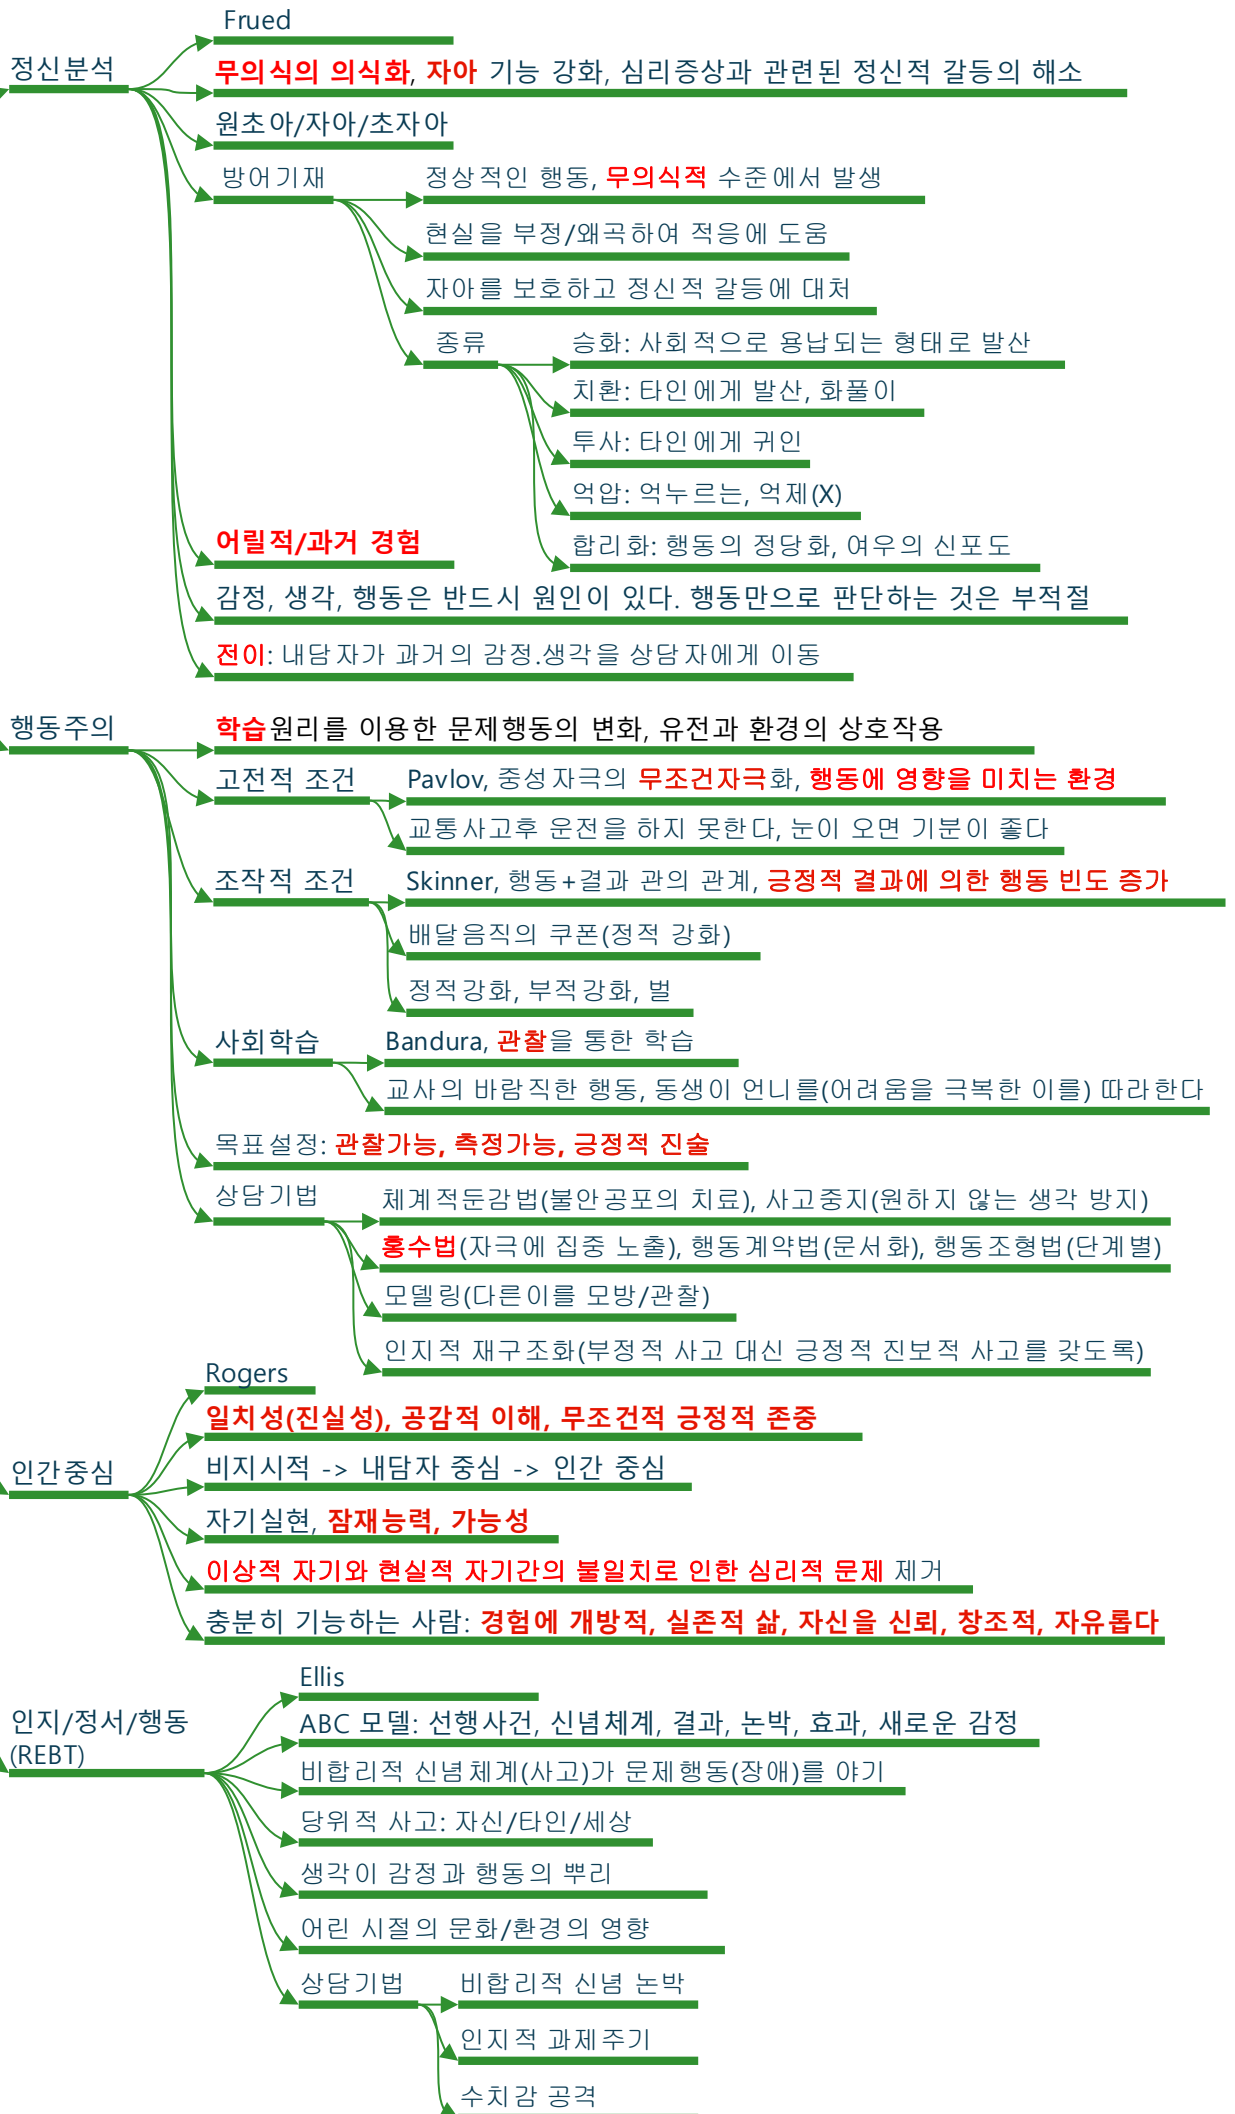 정신분석
Frued
무의식의 의식화, 자아 기능 강화, 심리증상과 관련된 정신적 갈등의 해소
원초아/자아/초자아
방어기재
정상적인 행동, 무의식적 수준에서 발생
현실을 부정/왜곡하여 적응에 도움
자아를 보호하고 정신적 갈등에 대처
종류
승화: 사회적으로 용납되는 형태로 발산
치환: 타인에게 발산, 화풀이
투사: 타인에게 귀인
억압: 억누르는, 억제(X)
합리화: 행동의 정당화, 여우의 신포도
어릴적/과거 경험
감정, 생각, 행동은 반드시 원인이 있다. 행동만으로 판단하는 것은 부적절
전이: 내담자가 과거의 감정.생각을 상담자에게 이동
행동주의
학습원리를 이용한 문제행동의 변화, 유전과 환경의 상호작용
고전적 조건
Pavlov, 중성자극의 무조건자극화, 행동에 영향을 미치는 환경
교통사고후 운전을 하지 못한다, 눈이 오면 기분이 좋다
조작적 조건
Skinner, 행동+결과 관의 관계, 긍정적 결과에 의한 행동 빈도 증가
배달음직의 쿠폰(정적 강화)
정적강화, 부적강화, 벌
사회학습
Bandura, 관찰을 통한 학습
교사의 바람직한 행동, 동생이 언니를(어려움을 극복한 이를) 따라한다
목표설정: 관찰가능, 측정가능, 긍정적 진술
상담기법
체계적둔감법(불안공포의 치료), 사고중지(원하지 않는 생각 방지)
홍수법(자극에 집중 노출), 행동계약법(문서화), 행동조형법(단계별)
모델링(다른이를 모방/관찰)
인지적 재구조화(부정적 사고 대신 긍정적 진보적 사고를 갖도록)
인간중심
Rogers
일치성(진실성), 공감적 이해, 무조건적 긍정적 존중
비지시적 -> 내담자 중심 -> 인간 중심
자기실현, 잠재능력, 가능성
이상적 자기와 현실적 자기간의 불일치로 인한 심리적 문제 제거
충분히 기능하는 사람: 경험에 개방적, 실존적 삶, 자신을 신뢰, 창조적, 자유롭다
인지/정서/행동
(REBT)
Ellis
ABC 모델: 선행사건, 신념체계, 결과, 논박, 효과, 새로운 감정
비합리적 신념체계(사고)가 문제행동(장애)를 야기
당위적 사고: 자신/타인/세상
생각이 감정과 행동의 뿌리
어린 시절의 문화/환경의 영향
상담기법
비합리적 신념 논박
인지적 과제주기
수치감 공격